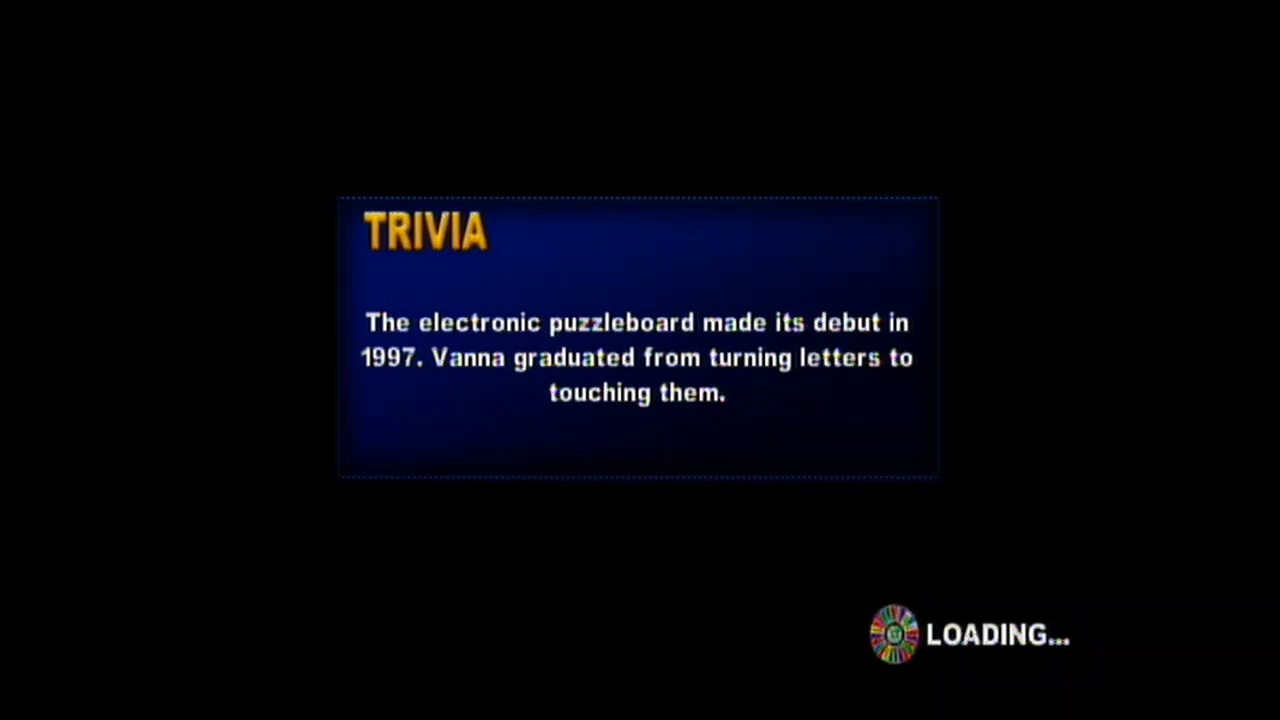 TRIVIA
The electronic puzzleboard made its debut in
1997. Vanna graduated from turning letters to
touching them.
LOADING...